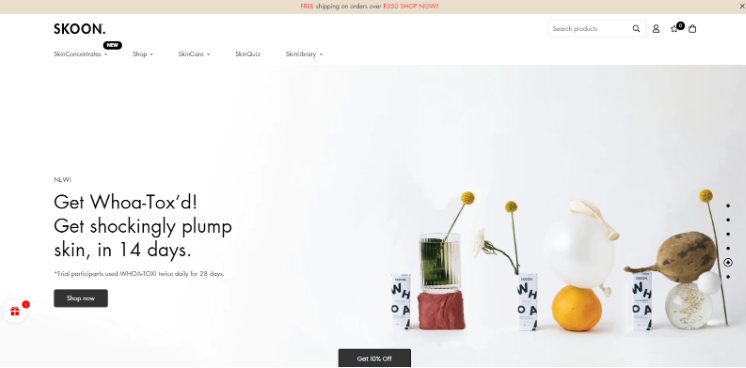 FREE shipping on orders over R350 SHOP NOW!
SKOON.
Search products
0
NEW
SkinConcentrates
Shop
SkinCare
SkinQuiz
SkinLibrary
NEW!
Get Whoa-Tox'd!
Get shockingly plump
skin, in 14 days.
*Trial participants used WHOA-TOX! twice daily for 28 days.
Shop now
1
Get 10% Off
WH
OA
WH
OA
WH
OA